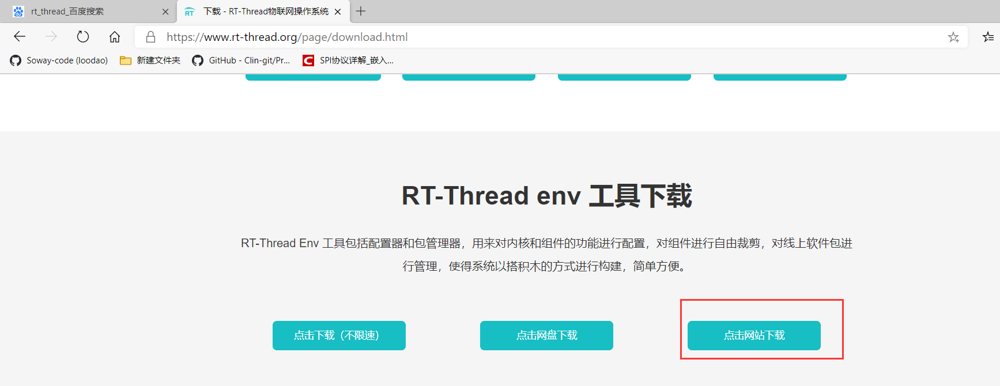 rt_thread_百度搜索
RT 下载 - RT-Thread物联网操作系统
https://www.rt-thread.org/page/download.html
Soway-code (loodao) 新建文件夹 GitHub - Clin-git/Pr... C SPI协议详解_嵌入...
RT-Thread env 工具下载
RT-Thread Env 工具包括配置器和包管理器，用来对内核和组件的功能进行配置，对组件进行自由裁剪，对线上软件包进
行管理，使得系统以搭积木的方式进行构建，简单方便。
点击下载（不限速） 点击网盘下载 点击网站下载